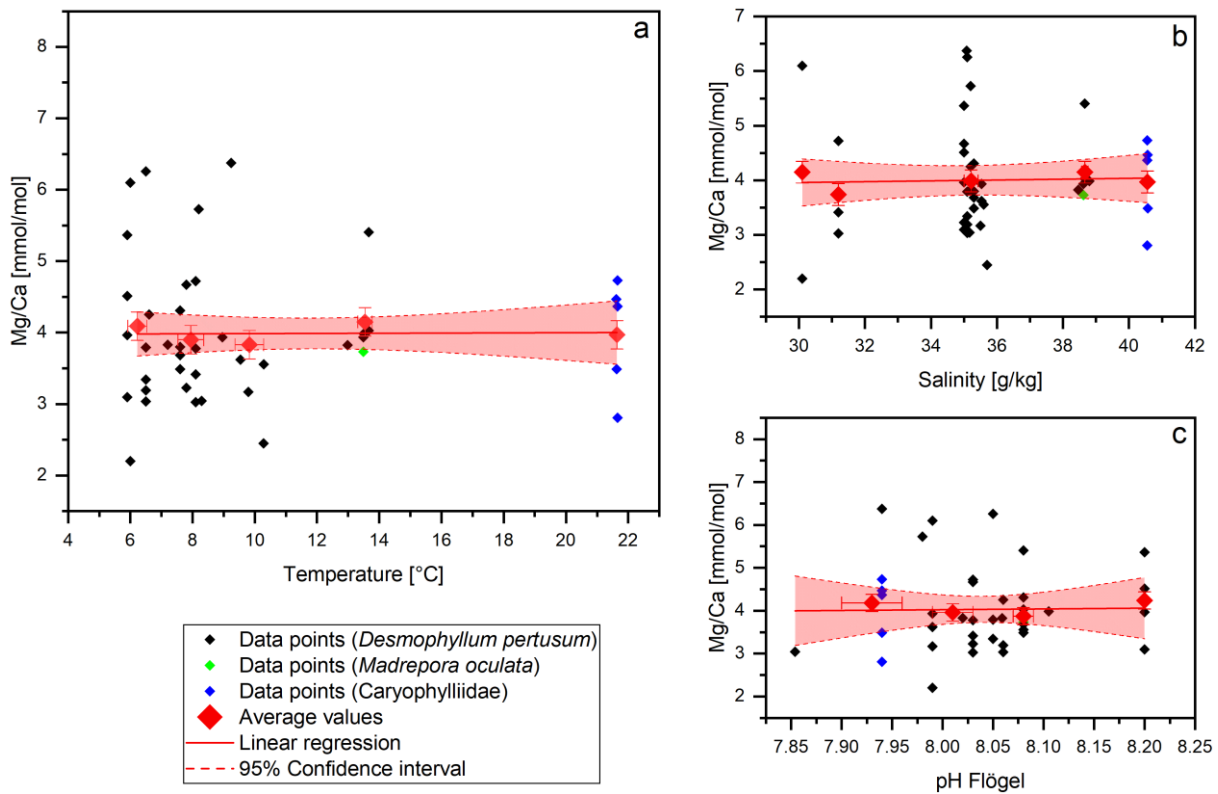 a
8
7
6
5
4
3
2
Mg/Ca [mmol/mol]
4 6 8 10 12 14 16 18 20 22
Temperature [°C]
b
7
6
5
4
3
2
Mg/Ca [mmol/mol]
30 32 34 36 38 40 42
Salinity [g/kg]
c
7
6
5
4
3
2
Mg/Ca [mmol/mol]
7.85 7.90 7.95 8.00 8.05 8.10 8.15 8.20 8.25
pH Flögel
Data points (Desmophyllum pertusum)
Data points (Madrepora oculata)
Data points (Caryophylliidae)
Average values
Linear regression
95% Confidence interval